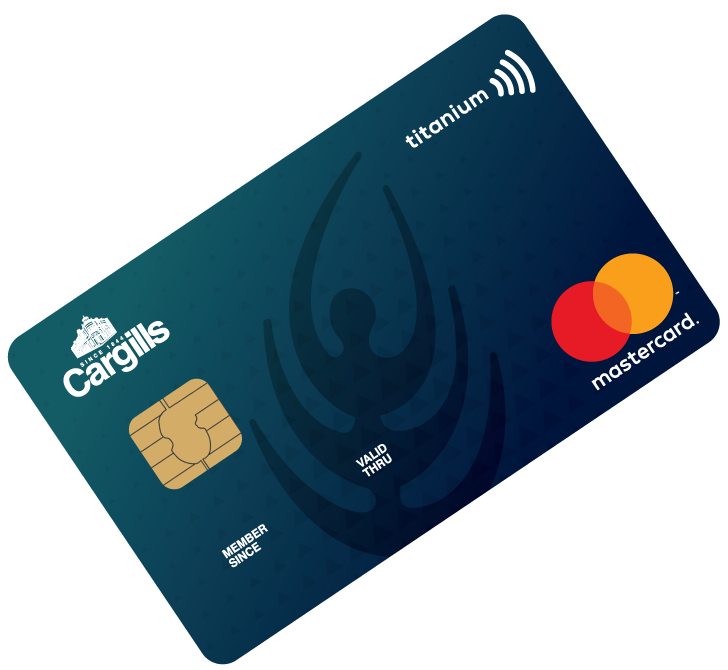 titanium
SINCE 1844
Cargills
mastercard.
VALID
THRU
MEMBER
SINCE